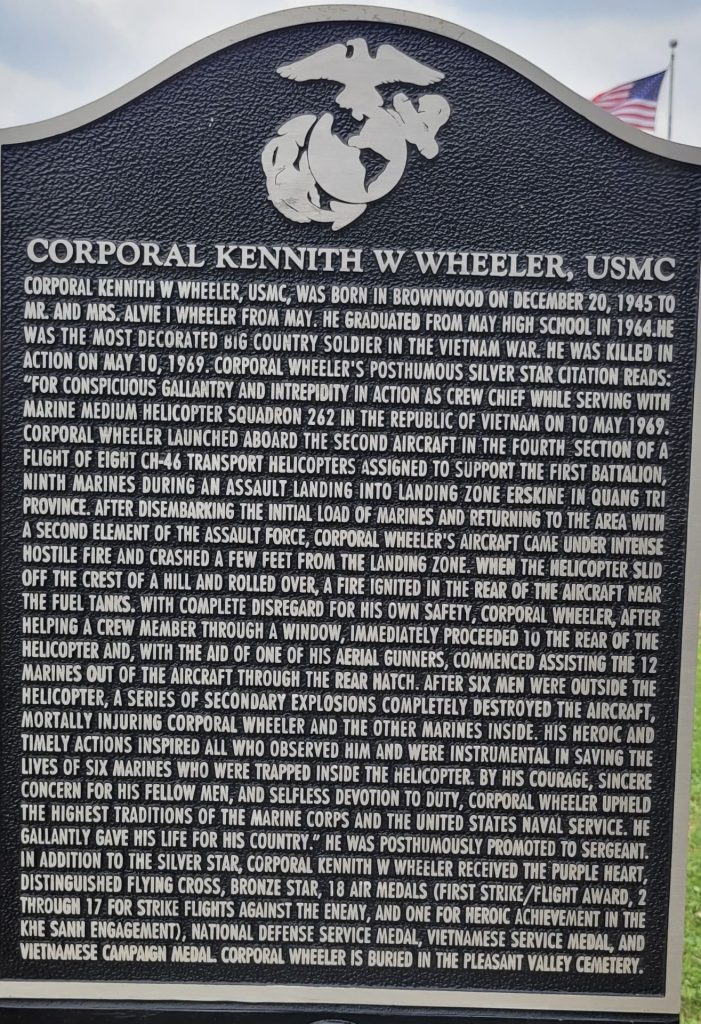 CORPORAL KENNITH W WHEELER, USMC
CORPORAL KENNITH W WHEELER, USMC, WAS BORN IN BROWNWOOD ON DECEMBER 20, 1945 TO
MR. AND MRS. ALVIE I WHEELER FROM MAY. HE GRADUATED FROM MAY HIGH SCHOOL IN 1964.HE
WAS THE MOST DECORATED BIG COUNTRY SOLDIER IN THE VIETNAM WAR. HE WAS KILLED IN
ACTION ON MAY 10, 1969. CORPORAL WHEELER'S POSTHUMOUS SILVER STAR CITATION READS:
"FOR CONSPICUOUS GALLANTRY AND INTREPIDITY IN ACTION AS CREW CHIEF WHILE SERVING WITH
MARINE MEDIUM HELICOPTER SQUADRON 262 IN THE REPUBLIC OF VIETNAM ON 10 MAY 1969.
CORPORAL WHEELER LAUNCHED ABOARD THE SECOND AIRCRAFT IN THE FOURTH SECTION OF A
FLIGHT OF EIGHT CH-46 TRANSPORT HELICOPTERS ASSIGNED TO SUPPORT THE FIRST BATTALION,
NINTH MARINES DURING AN ASSAULT LANDING INTO LANDING ZONE ERSKINE IN QUANG TRI
PROVINCE. AFTER DISEMBARKING THE INITIAL LOAD OF MARINES AND RETURNING TO THE AREA WITH
A SECOND ELEMENT OF THE ASSAULT FORCE, CORPORAL WHEELER'S AIRCRAFT CAME UNDER INTENSE
HOSTILE FIRE AND CRASHED A FEW FEET FROM THE LANDING ZONE. WHEN THE HELICOPTER SLID
OFF THE CREST OF A HILL AND ROLLED OVER, A FIRE IGNITED IN THE REAR OF THE AIRCRAFT NEAR
THE FUEL TANKS. WITH COMPLETE DISREGARD FOR HIS OWN SAFETY, CORPORAL WHEELER, AFTER
HELPING A CREW MEMBER THROUGH A WINDOW, IMMEDIATELY PROCEEDED TO THE REAR OF THE
HELICOPTER AND, WITH THE AID OF ONE OF HIS AERIAL GUNNERS, COMMENCED ASSISTING THE 12
MARINES OUT OF THE AIRCRAFT THROUGH THE REAR HATCH. AFTER SIX MEN WERE OUTSIDE THE
HELICOPTER, A SERIES OF SECONDARY EXPLOSIONS COMPLETELY DESTROYED THE AIRCRAFT,
MORTALLY INJURING CORPORAL WHEELER AND THE OTHER MARINES INSIDE. HIS HEROIC AND
TIMELY ACTIONS INSPIRED ALL WHO OBSERVED HIM AND WERE INSTRUMENTAL IN SAVING THE
LIVES OF SIX MARINES WHO WERE TRAPPED INSIDE THE HELICOPTER. BY HIS COURAGE, SINCERE
CONCERN FOR HIS FELLOW MEN, AND SELFLESS DEVOTION TO DUTY, CORPORAL WHEELER UPHELD
THE HIGHEST TRADITIONS OF THE MARINE CORPS AND THE UNITED STATES NAVAL SERVICE. HE
GALLANTLY GAVE HIS LIFE FOR HIS COUNTRY." HE WAS POSTHUMOUSLY PROMOTED TO SERGEANT.
IN ADDITION TO THE SILVER STAR, CORPORAL KENNITH W WHEELER RECEIVED THE PURPLE HEART,
DISTINGUISHED FLYING CROSS, BRONZE STAR, 18 AIR MEDALS (FIRST STRIKE/FLIGHT AWARD, 2
THROUGH 17 FOR STRIKE FLIGHTS AGAINST THE ENEMY, AND ONE FOR HEROIC ACHIEVEMENT IN THE
KHE SANH ENGAGEMENT), NATIONAL DEFENSE SERVICE MEDAL, VIETNAMESE SERVICE MEDAL, AND
VIETNAMESE CAMPAIGN MEDAL. CORPORAL WHEELER IS BURIED IN THE PLEASANT VALLEY CEMETERY.